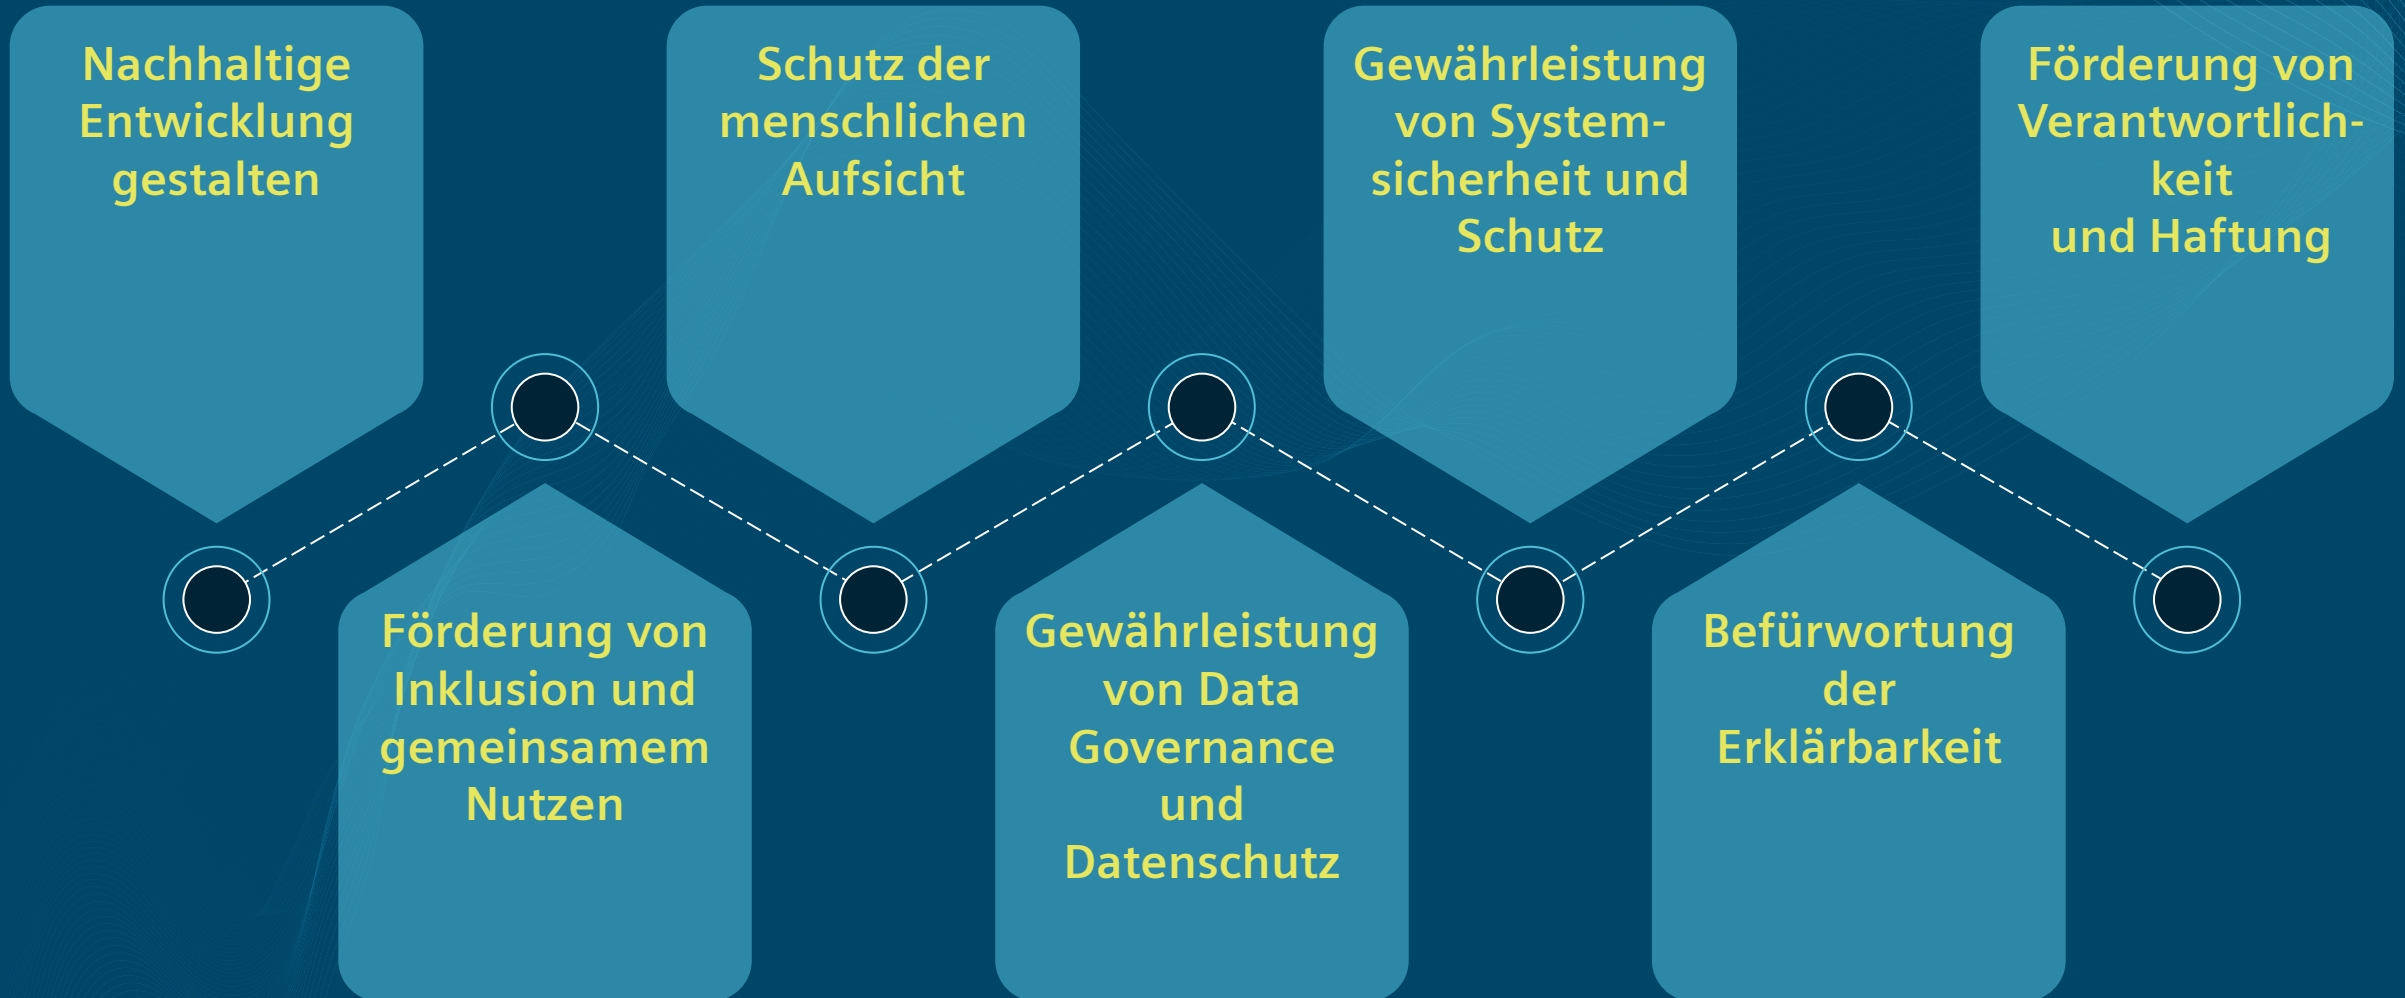 Nachhaltige
Entwicklung
gestalten
Förderung von
Inklusion und
gemeinsamem
Nutzen
Schutz der
menschlichen
Aufsicht
Gewährleistung
von Data
Governance
und
Datenschutz
Gewährleistung
von System-
sicherheit und
Schutz
Befürwortung
der
Erklärbarkeit
Förderung von
Verantwortlich-
keit
und Haftung